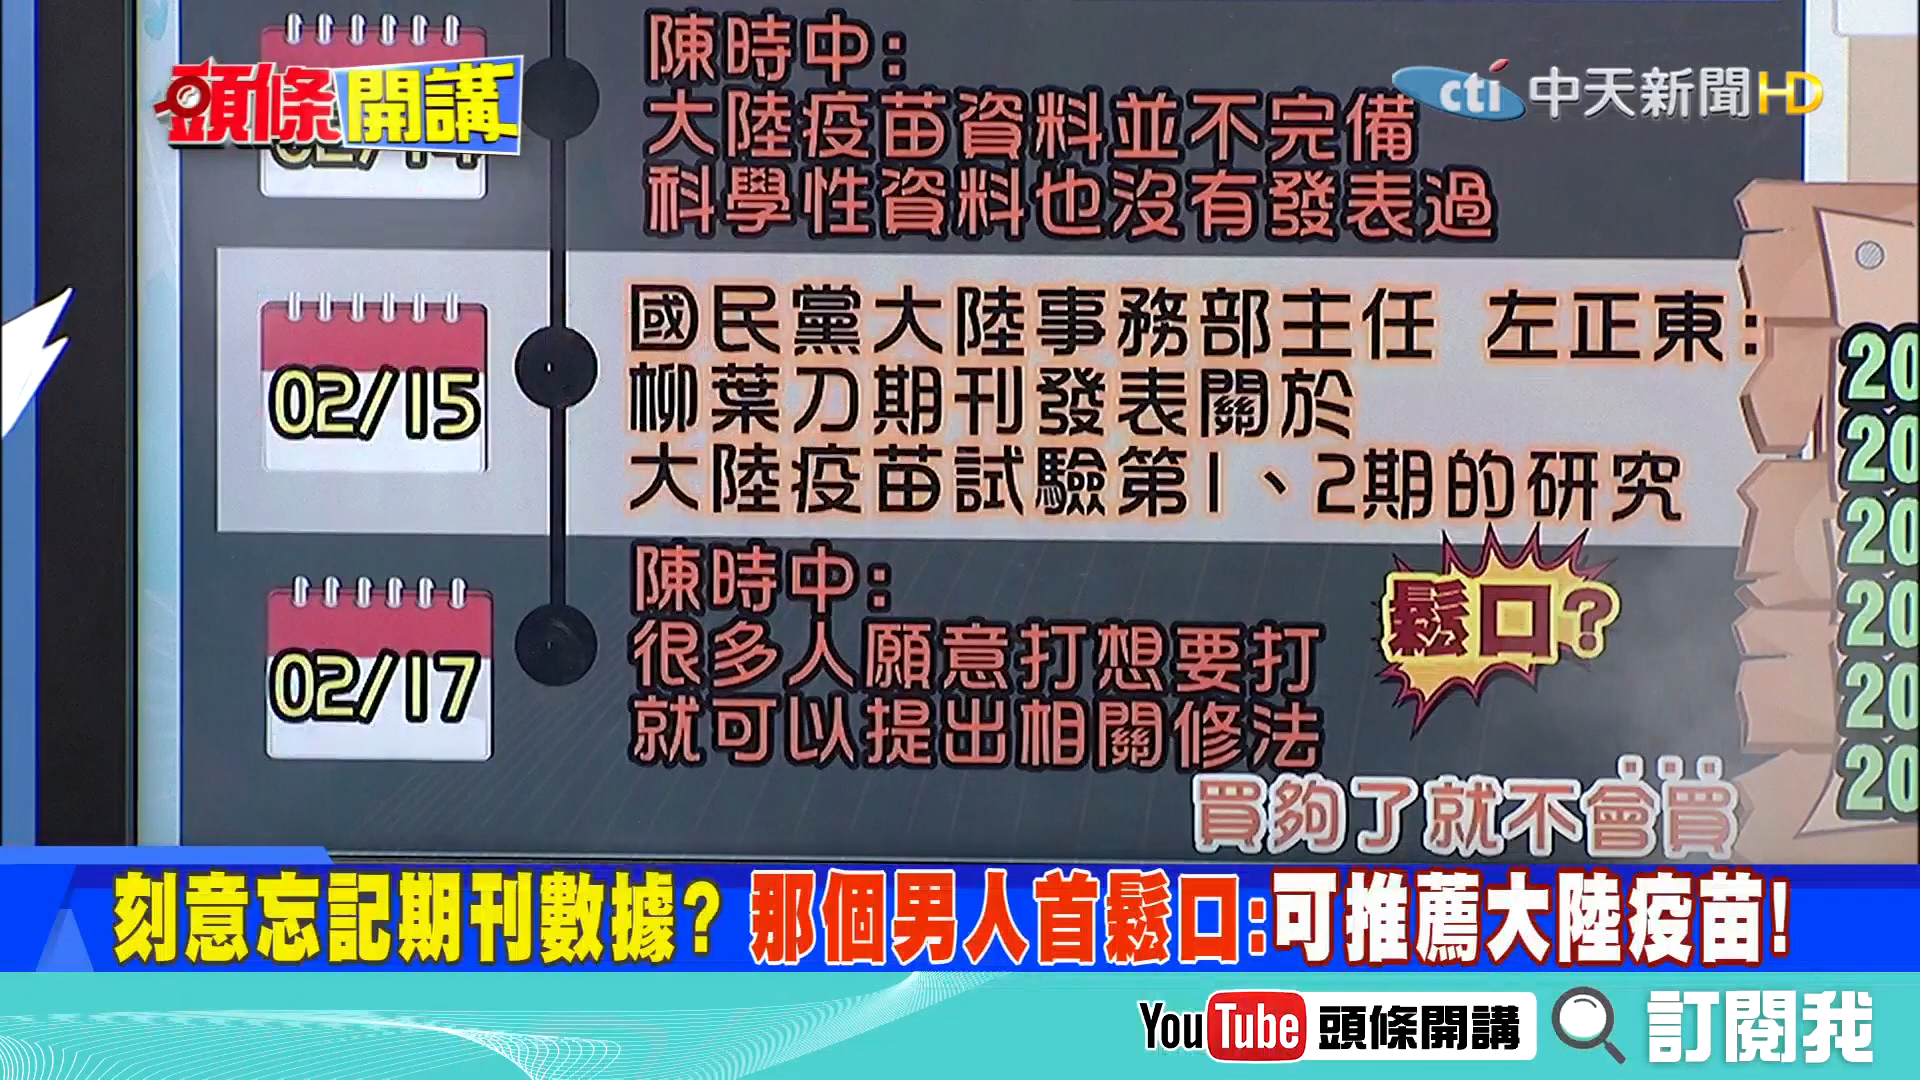 頭條開講
cti 中天新聞HD
陳時中:
大陸疫苗資料並不完備
科學性資料也沒有發表過
02/15
國民黨大陸事務部主任 左正東:
柳葉刀期刊發表關於
大陸疫苗試驗第1、2期的研究
02/17
陳時中:
很多人願意打想要打
就可以提出相關修法
鬆口?
20
20
20
20
20
20
買夠了就不會買
刻意忘記期刊數據? 那個男人首鬆口:可推薦大陸疫苗!
YouTube 頭條開講 訂閱我